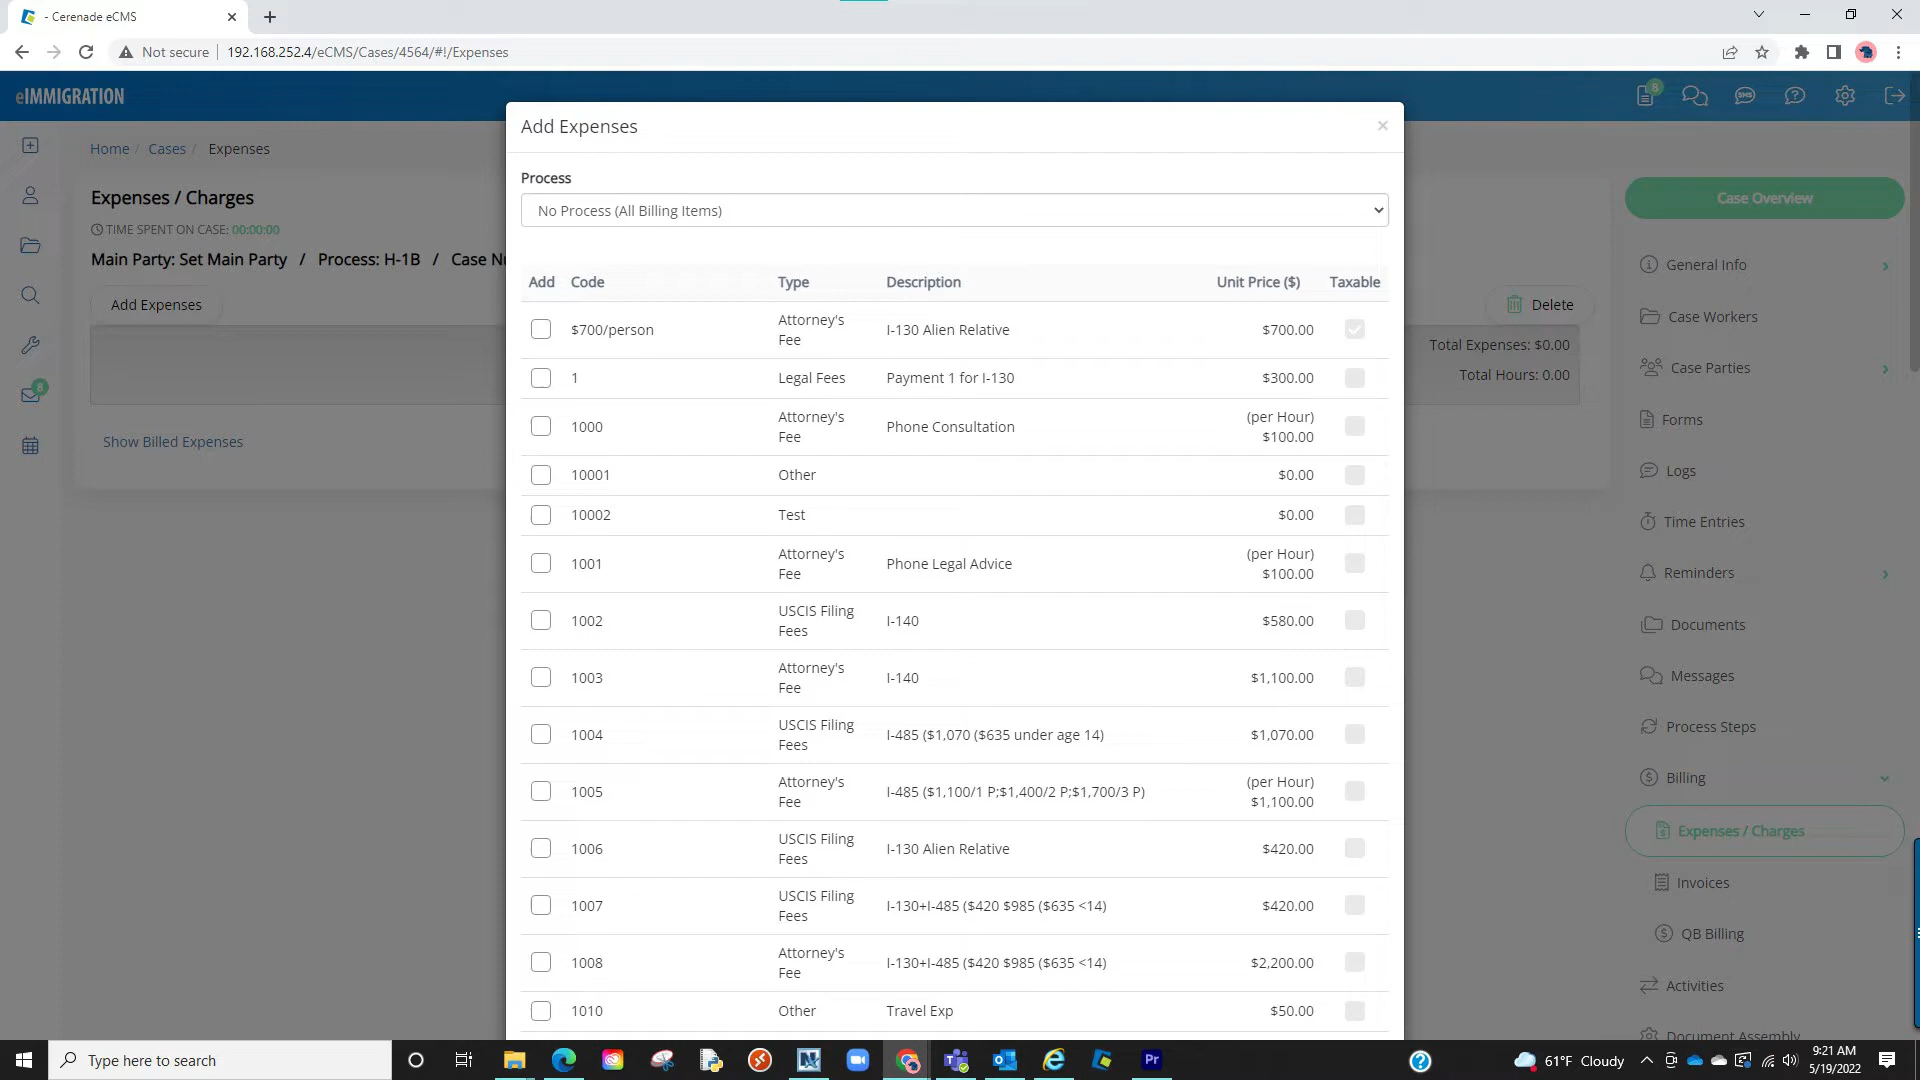 - Cerenade eCMS
Not secure
192.168.252.4/eCMS/Cases/4564/#!/Expenses
eIMMIGRATION
8
SMS
Home / Cases / Expenses
Expenses / Charges
TIME SPENT ON CASE: 00:00:00
Main Party: Set Main Party / Process: H-1B / Case Nu
Add Expenses
Delete
Total Expenses: $0.00
Total Hours: 0.00
Show Billed Expenses
8
Add Expenses
Process
No Process (All Billing Items)
Add Code Type Description Unit Price ($) Taxable
$700/person Attorney's Fee I-130 Alien Relative $700.00
1 Legal Fees Payment 1 for I-130 $300.00
1000 Attorney's Fee Phone Consultation (per Hour) $100.00
10001 Other $0.00
10002 Test $0.00
1001 Attorney's Fee Phone Legal Advice (per Hour) $100.00
1002 USCIS Filing Fees I-140 $580.00
1003 Attorney's Fee I-140 $1,100.00
1004 USCIS Filing Fees I-485 ($1,070 ($635 under age 14) $1,070.00
1005 Attorney's Fee I-485 ($1,100/1 P;$1,400/2 P;$1,700/3 P) (per Hour) $1,100.00
1006 USCIS Filing Fees I-130 Alien Relative $420.00
1007 USCIS Filing Fees I-130+I-485 ($420 $985 ($635 <14) $420.00
1008 Attorney's Fee I-130+I-485 ($420 $985 ($635 <14) $2,200.00
1010 Other Travel Exp $50.00
Case Overview
General Info
Case Workers
Case Parties
Forms
Logs
Time Entries
Reminders
Documents
Messages
Process Steps
Billing
Expenses / Charges
Invoices
QB Billing
Activities
Document Assembly
Type here to search
Pr
61°F Cloudy
9:21 AM
5/19/2022